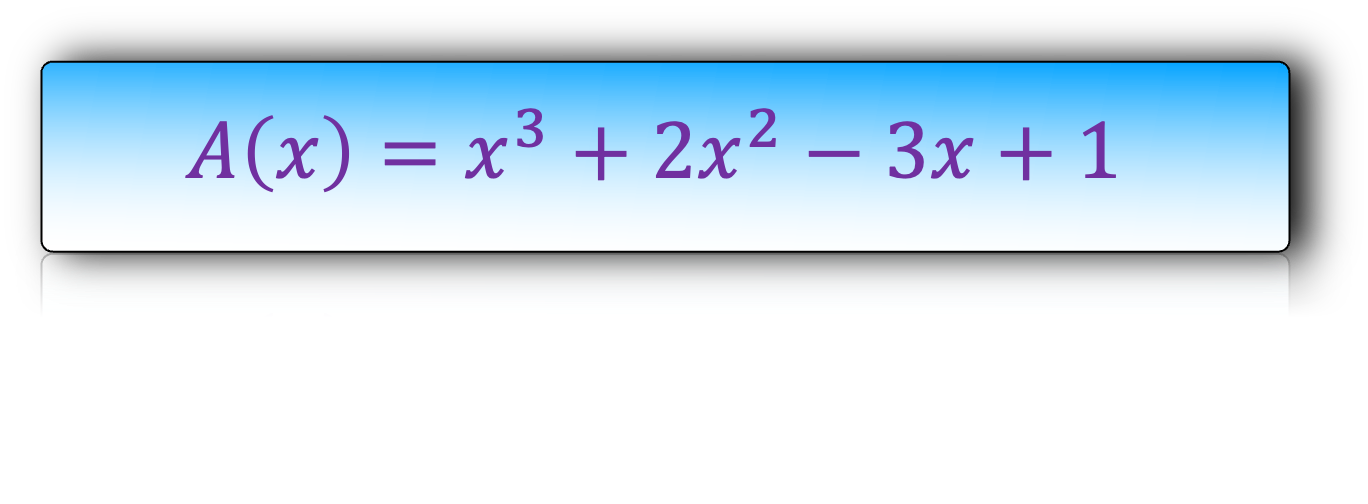 A(x) = x³ + 2x² − 3x + 1